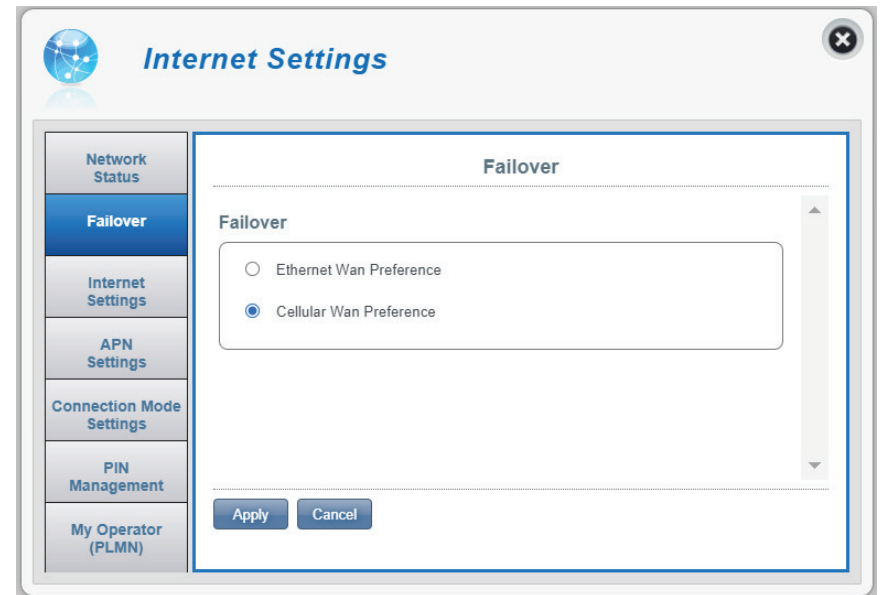 Internet Settings
Network
Status
Failover
Internet
Settings
APN
Settings
Connection Mode
Settings
PIN
Management
My Operator
(PLMN)
Failover
Failover
Ethernet Wan Preference
Cellular Wan Preference
Apply Cancel